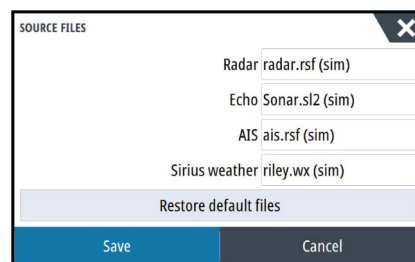 SOURCE FILES
Radar radar.rsf (sim)
Echo Sonar.sl2 (sim)
AIS ais.rsf (sim)
Sirius weather riley.wx (sim)
Restore default files
Save Cancel